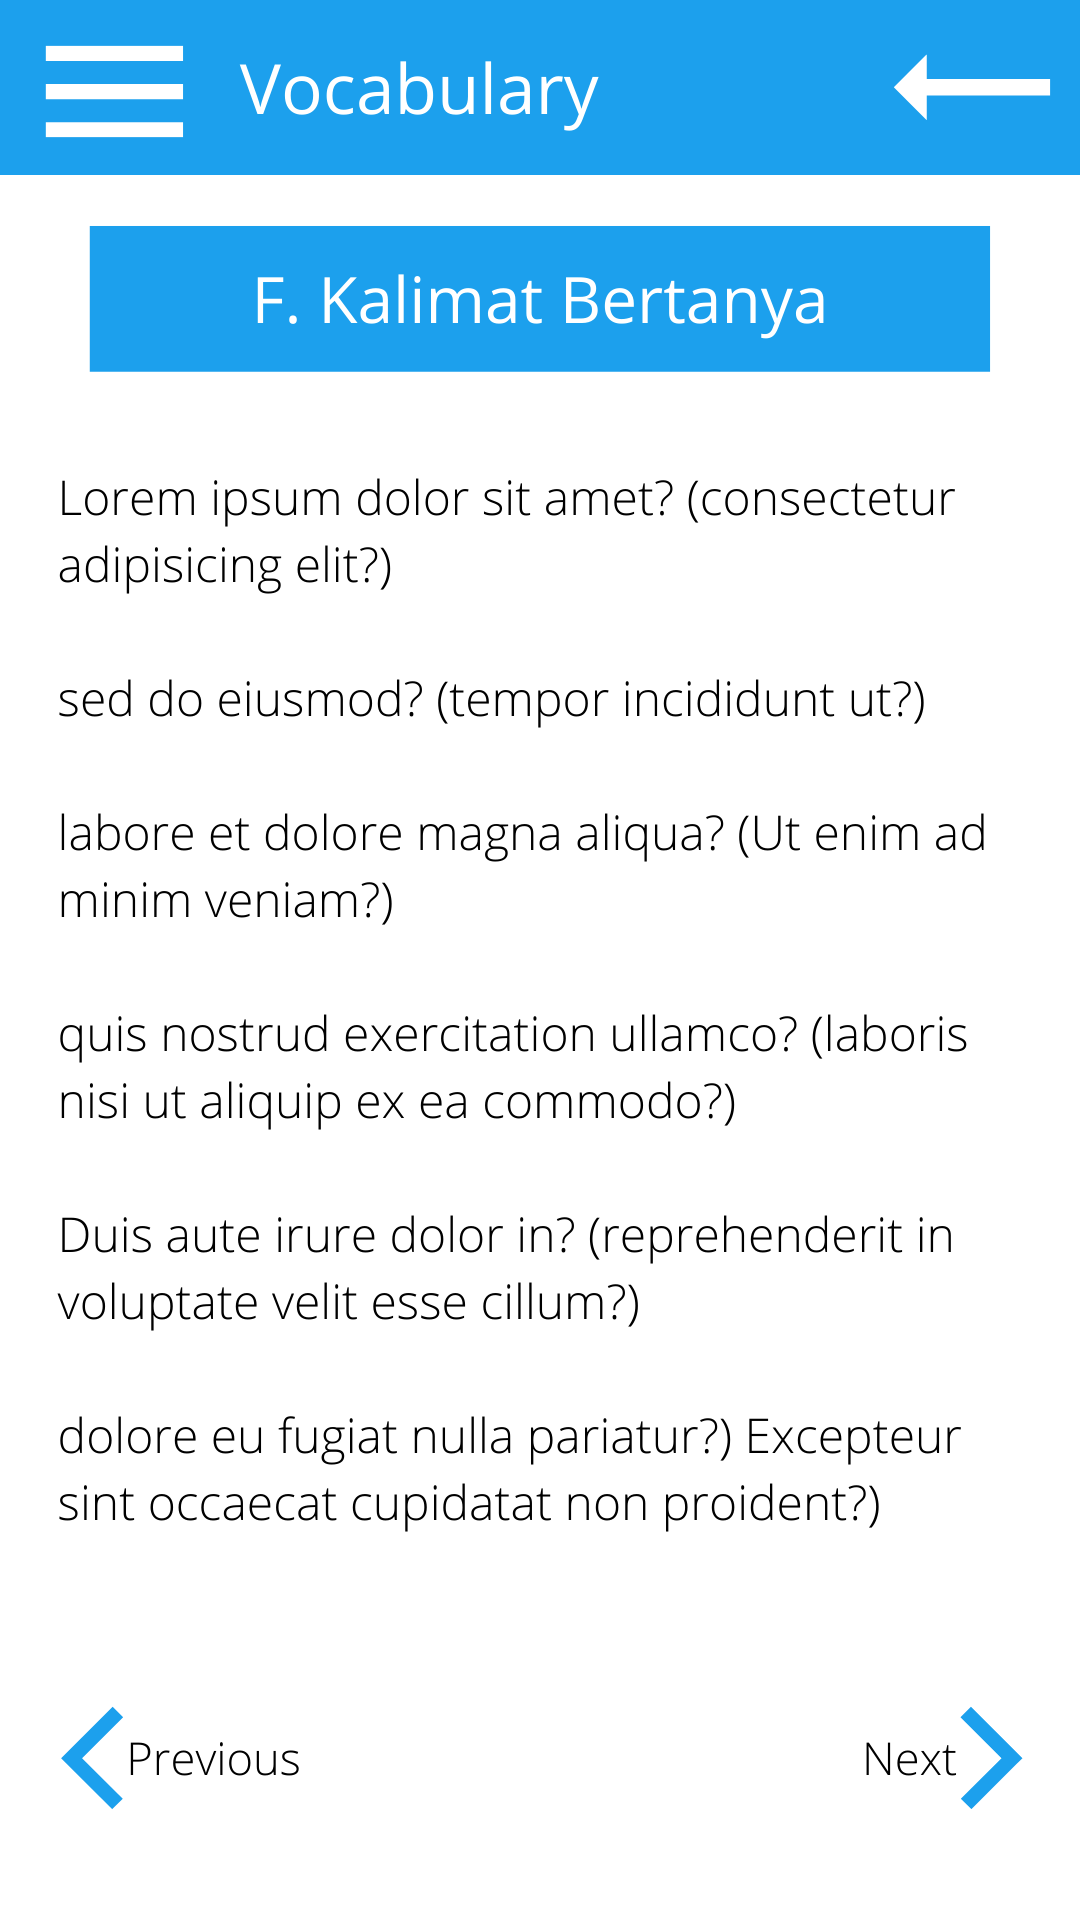 Vocabulary
F. Kalimat Bertanya
Lorem ipsum dolor sit amet? (consectetur
adipisicing elit?)
sed do eiusmod? (tempor incididunt ut?)
labore et dolore magna aliqua? (Ut enim ad
minim veniam?)
quis nostrud exercitation ullamco? (laboris
nisi ut aliquip ex ea commodo?)
Duis aute irure dolor in? (reprehenderit in
voluptate velit esse cillum?)
dolore eu fugiat nulla pariatur?) Excepteur
sint occaecat cupidatat non proident?)
Previous
Next